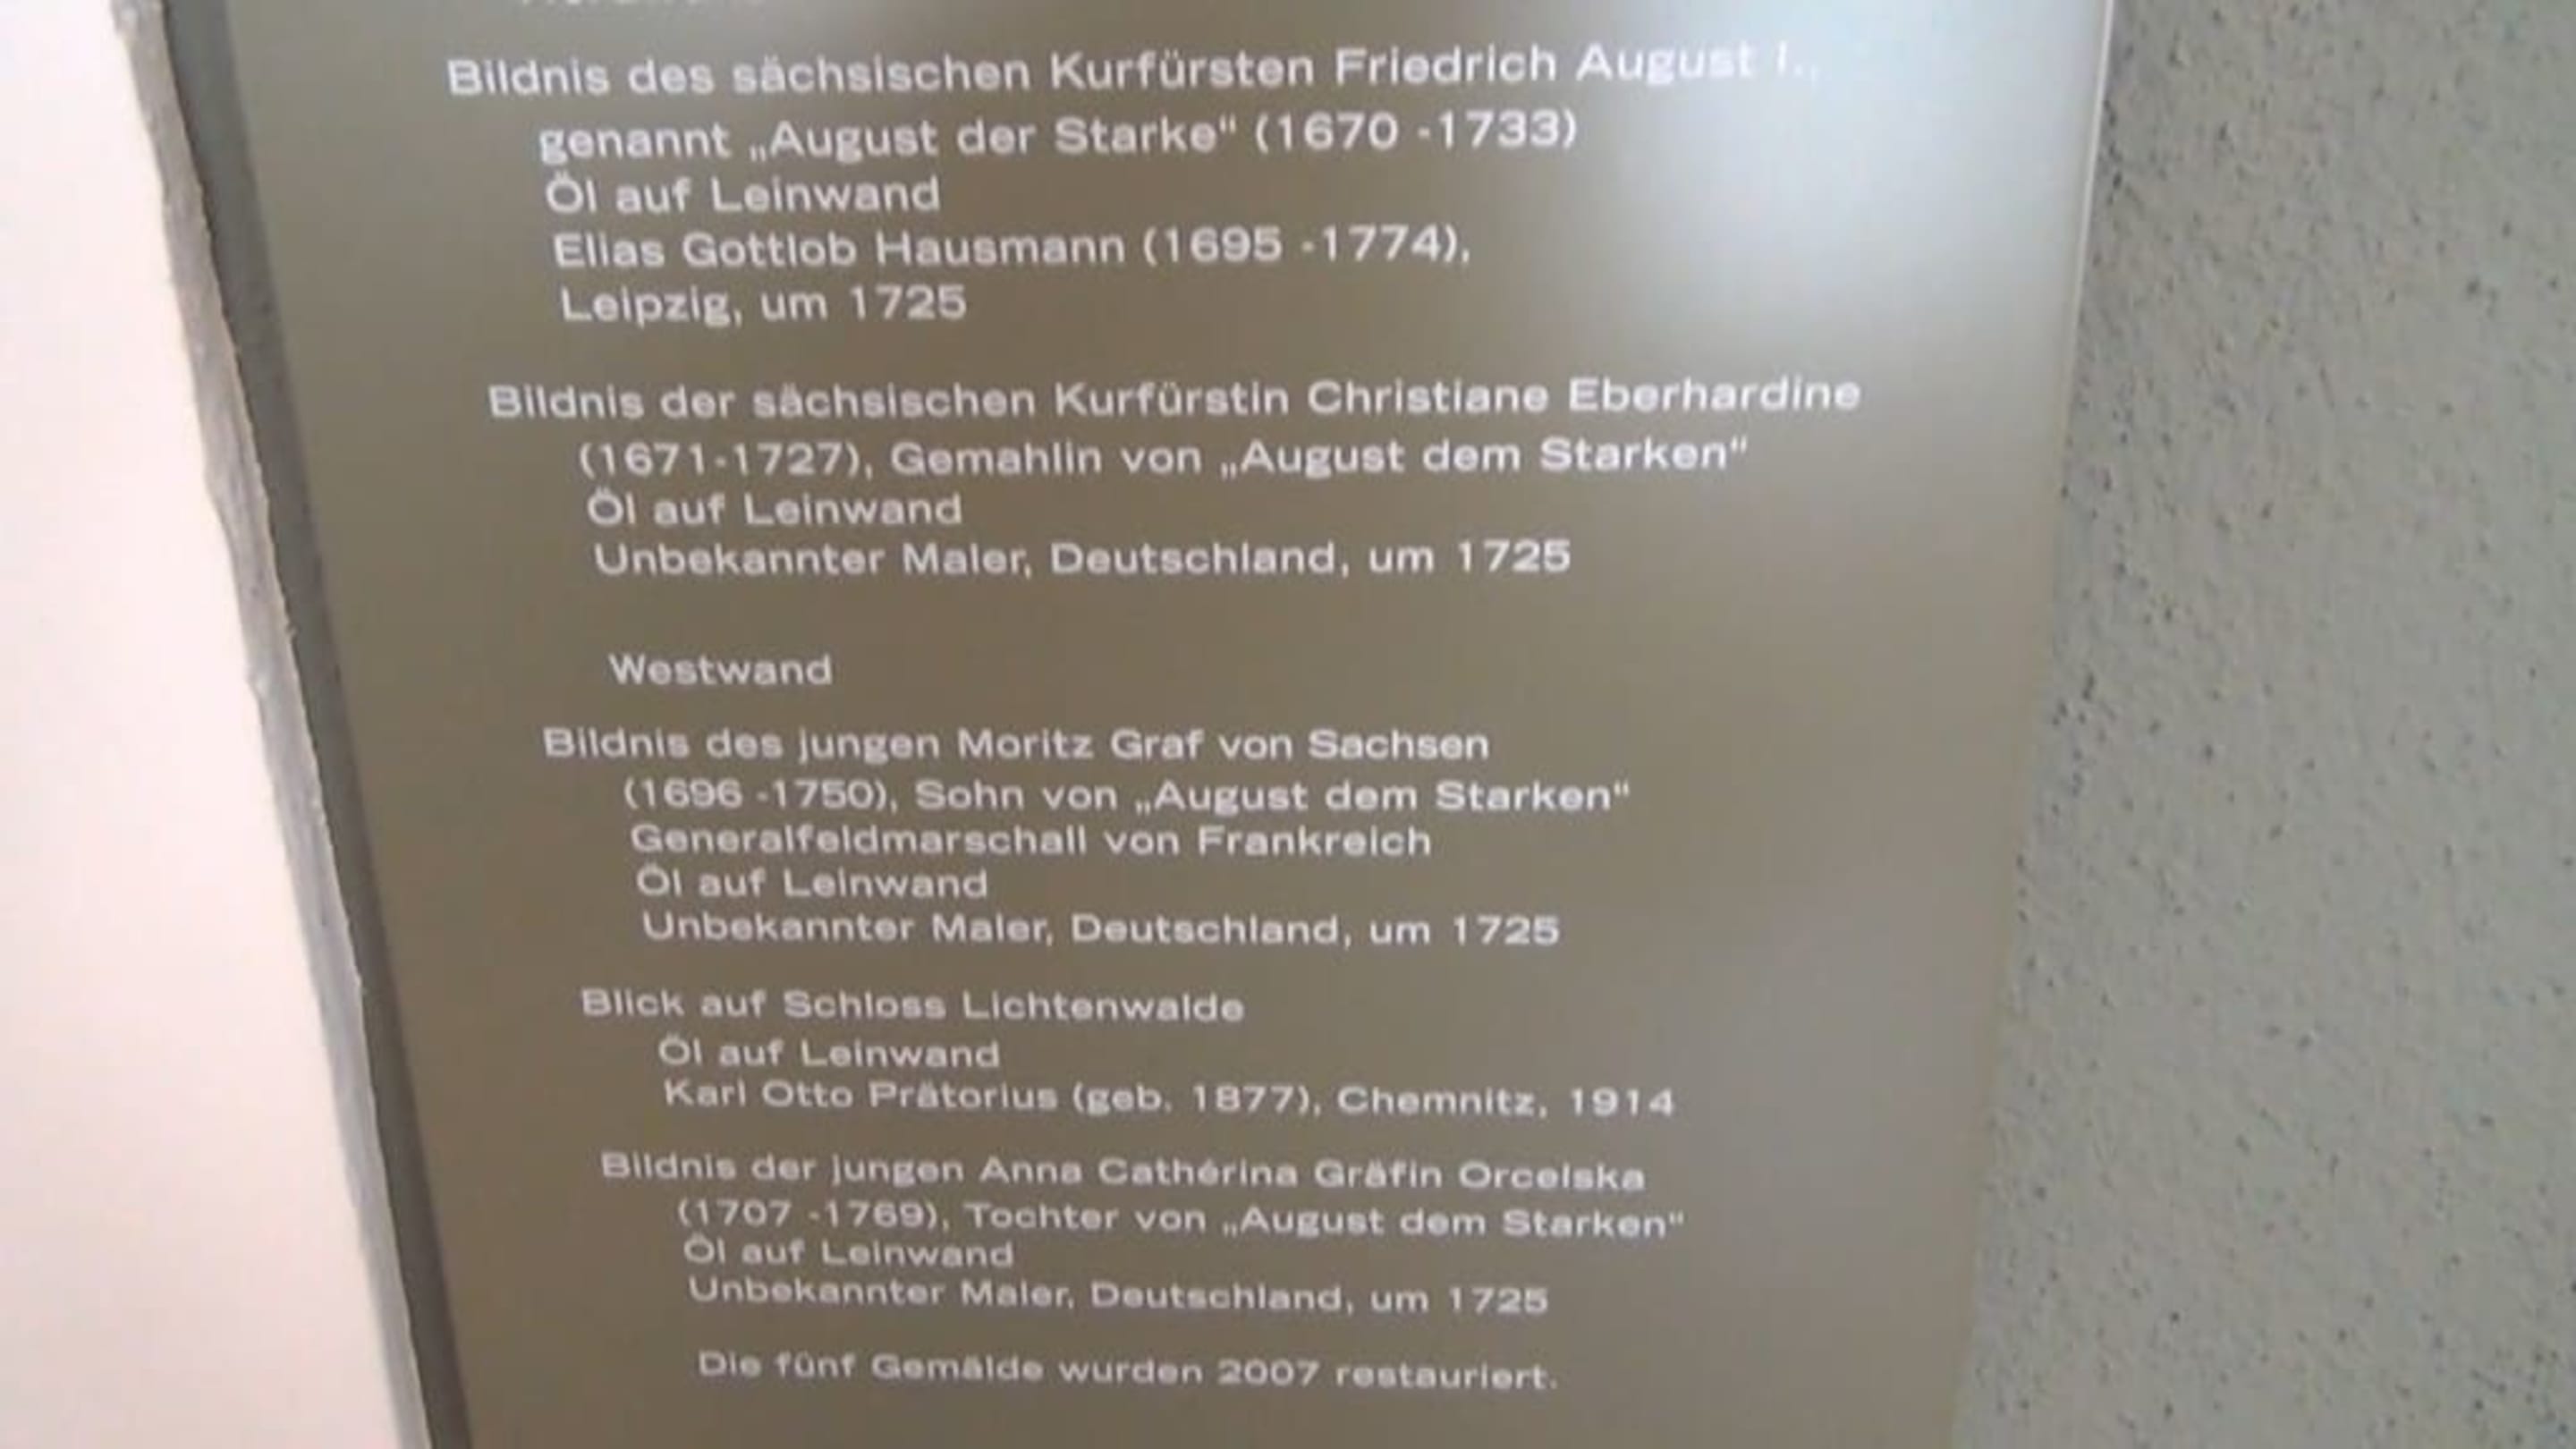 Bildnis des sächsischen Kurfürsten Friedrich August I.,
genannt „August der Starke“ (1670 -1733)
Öl auf Leinwand
Elias Gottlob Hausmann (1695 -1774),
Leipzig, um 1725
Bildnis der sächsischen Kurfürstin Christiane Eberhardine
(1671-1727), Gemahlin von „August dem Starken“
Öl auf Leinwand
Unbekannter Maler, Deutschland, um 1725
Westwand
Bildnis des jungen Moritz Graf von Sachsen
(1696 -1750), Sohn von „August dem Starken“
Generalfeldmarschall von Frankreich
Öl auf Leinwand
Unbekannter Maler, Deutschland, um 1725
Blick auf Schloss Lichtenwalde
Öl auf Leinwand
Karl Otto Prätorius (geb. 1877), Chemnitz, 1914
Bildnis der jungen Anna Cathérina Gräfin Orcelska
(1707 -1769), Tochter von „August dem Starken“
Öl auf Leinwand
Unbekannter Maler, Deutschland, um 1725
Die fünf Gemälde wurden 2007 restauriert.